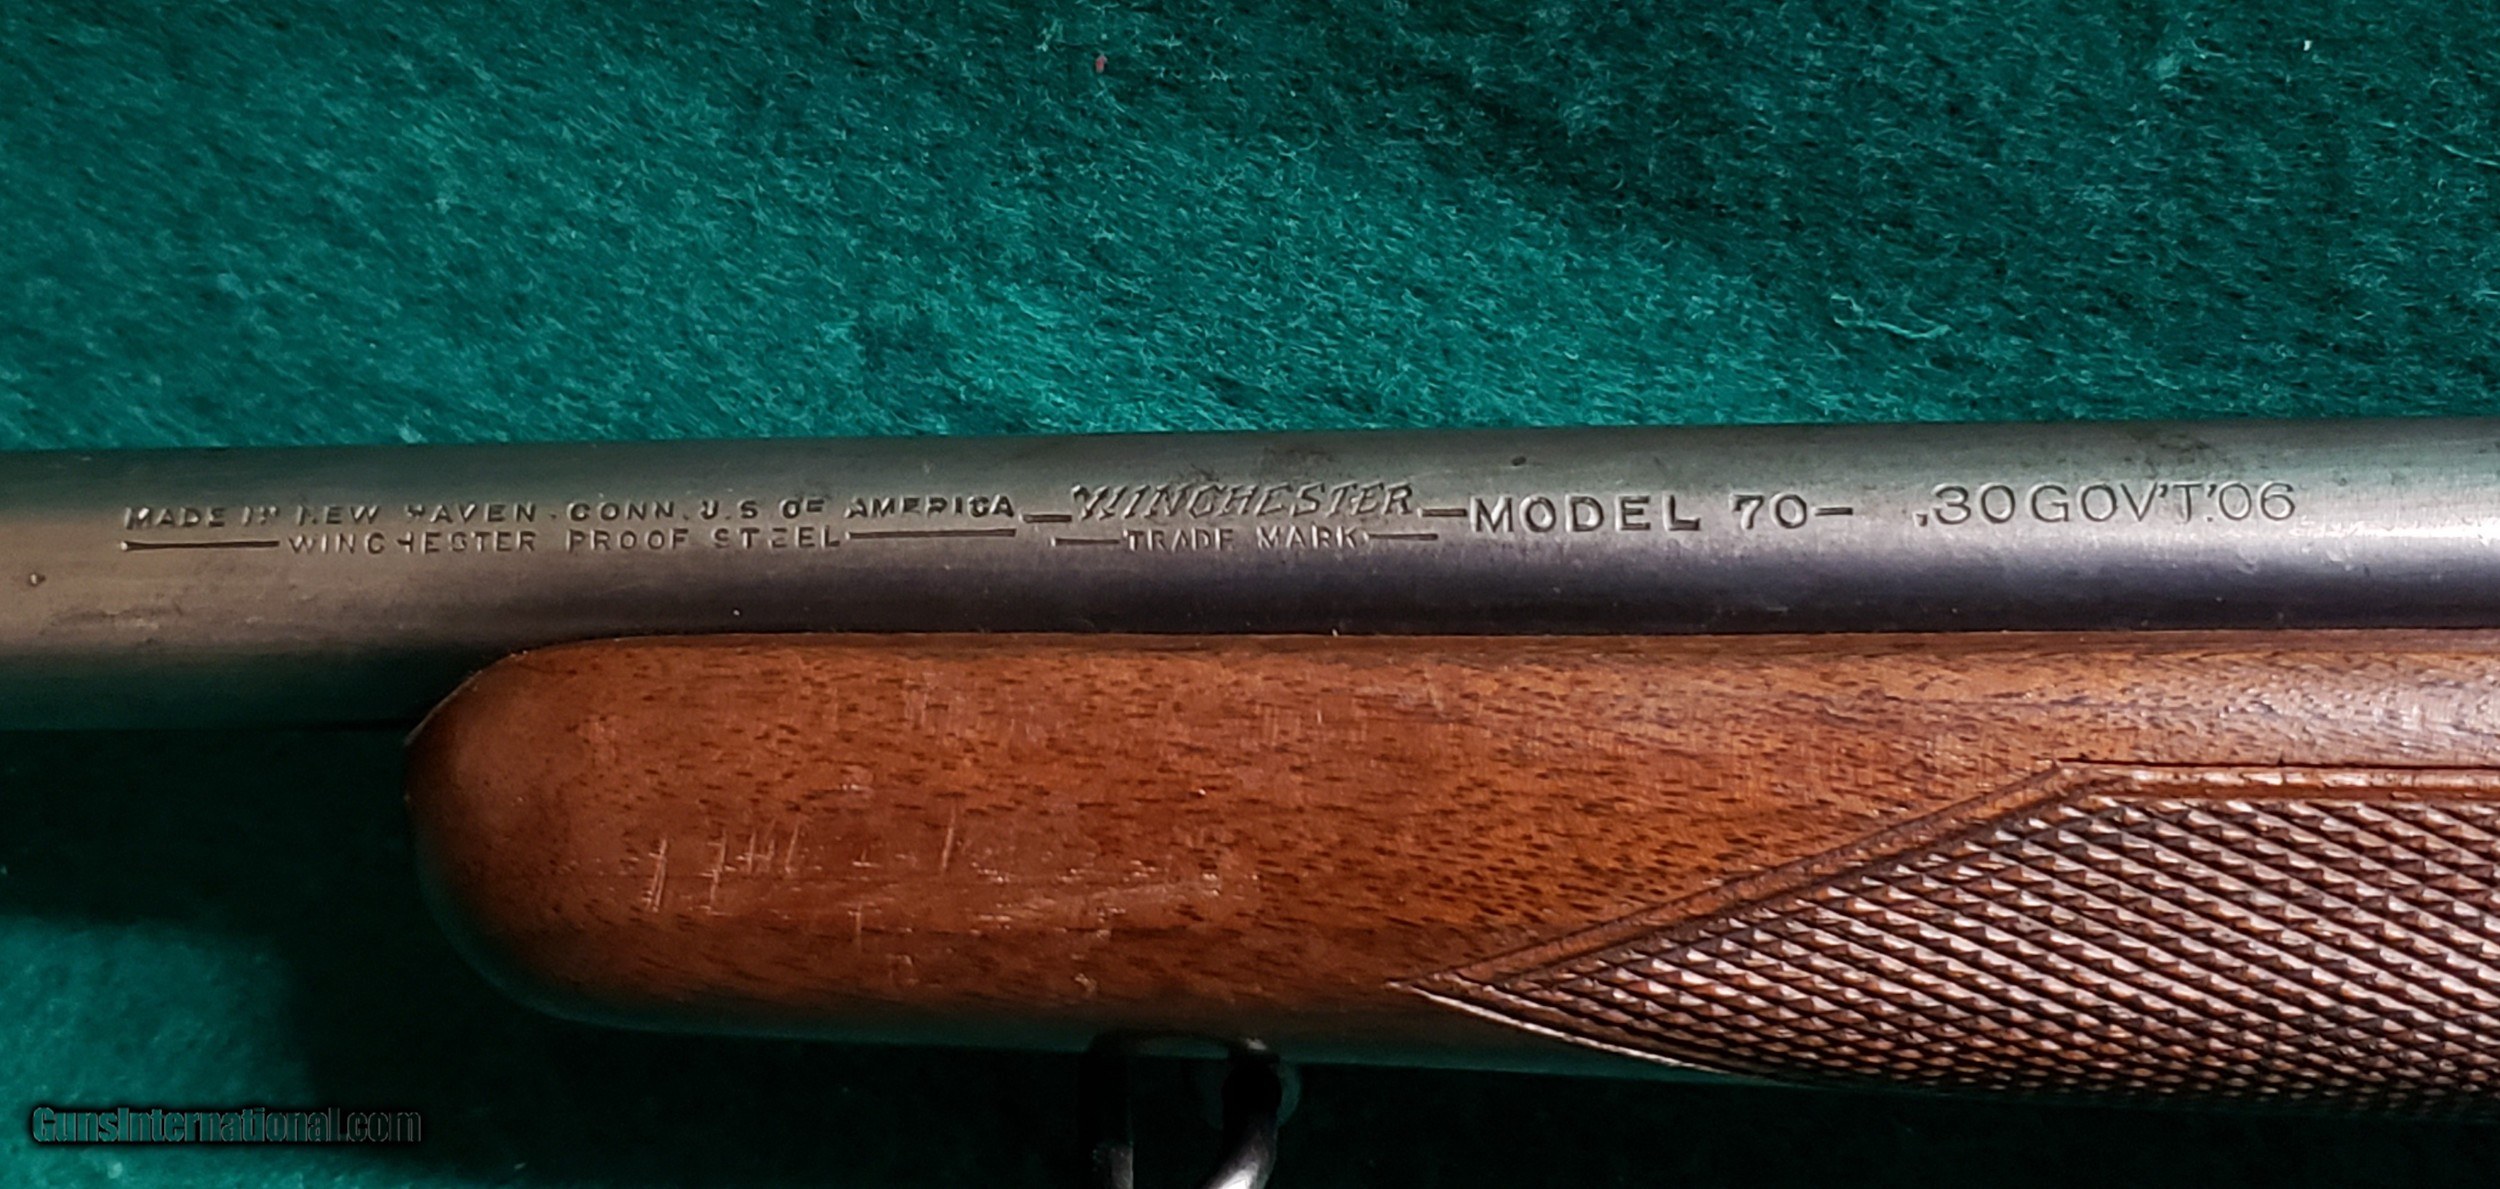 MADE IN NEW HAVEN. CONN. U.S OF AMERICA
WINCHESTER PROOF STEEL
WINCHESTER
TRADE MARK
-MODEL 70-
.30 GOV'T.'06
GunsInternational.com